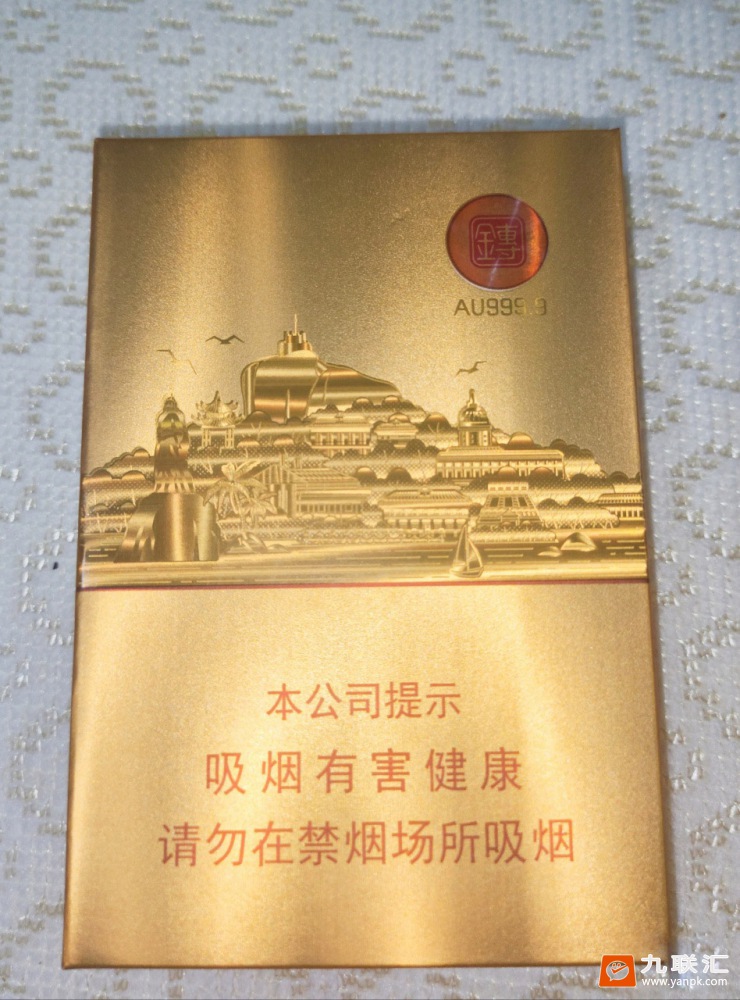 鏄
AU999.9
本公司提示
吸烟有害健康
请勿在禁烟场所吸烟
九联汇
www.yanpk.com